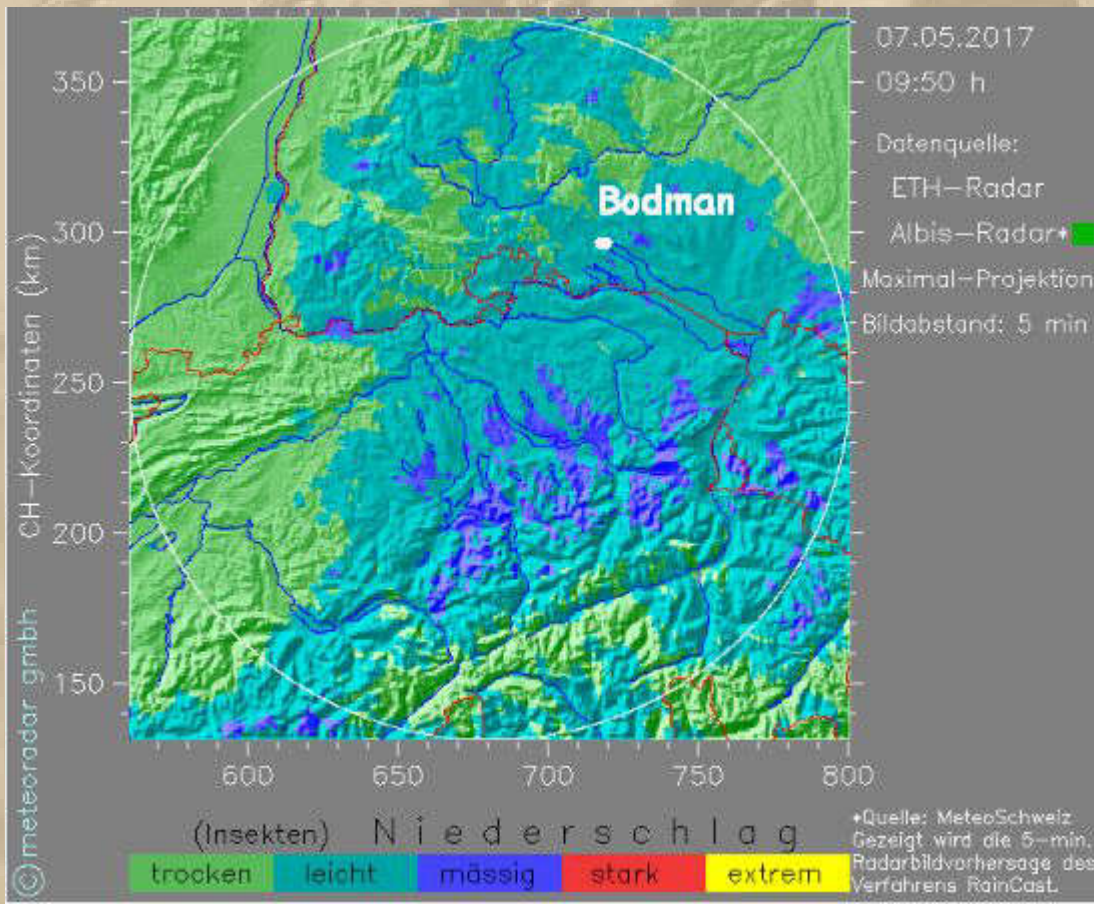 07.05.2017
09:50 h
Datenquelle:
ETH-Radar
Albis-Radar*
Maximal-Projektion
Bildabstand: 5 min
Bodman
CH-Koordinaten (km)
350
300
250
200
150
600
650
700
750
800
©meteoradar gmbh
(Insekten) Niederschlag
trocken leicht mässig stark extrem
*Quelle: MeteoSchweiz
Gezeigt wird die 5-min.
Radarbildvorhersage des
Verfahrens RainCast.